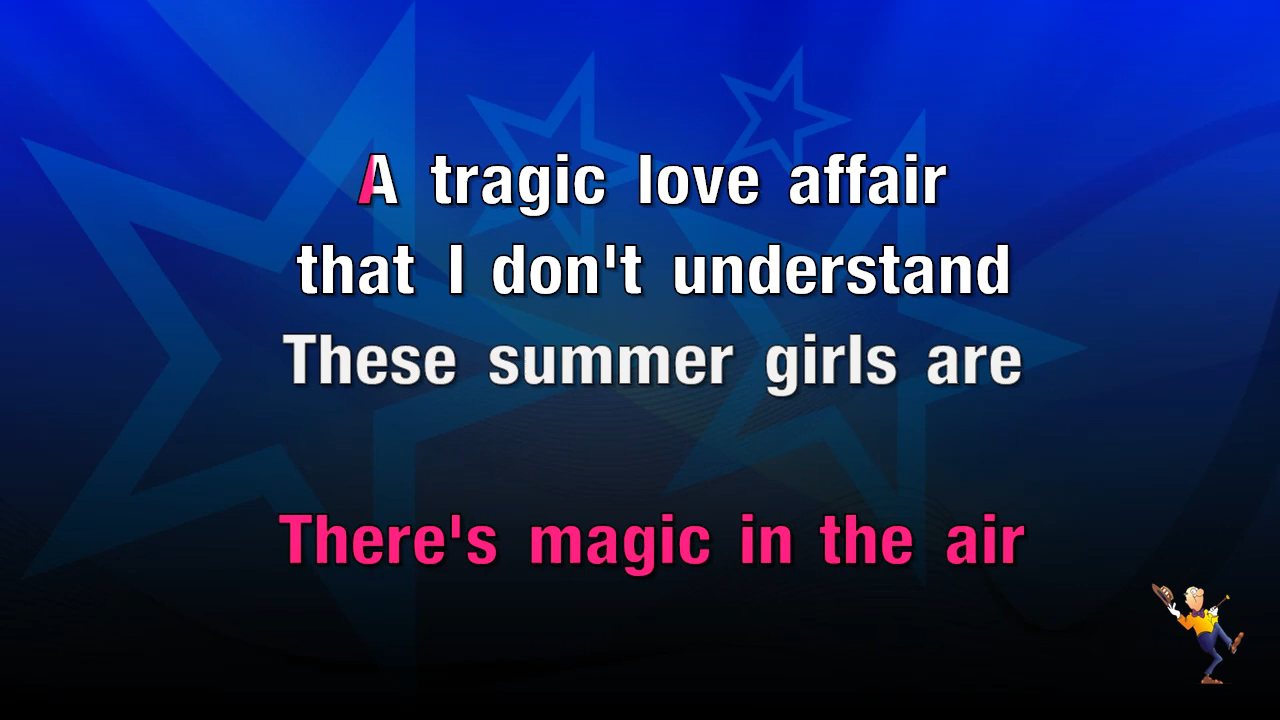 A tragic love affair
that I don't understand
These summer girls are
There's magic in the air